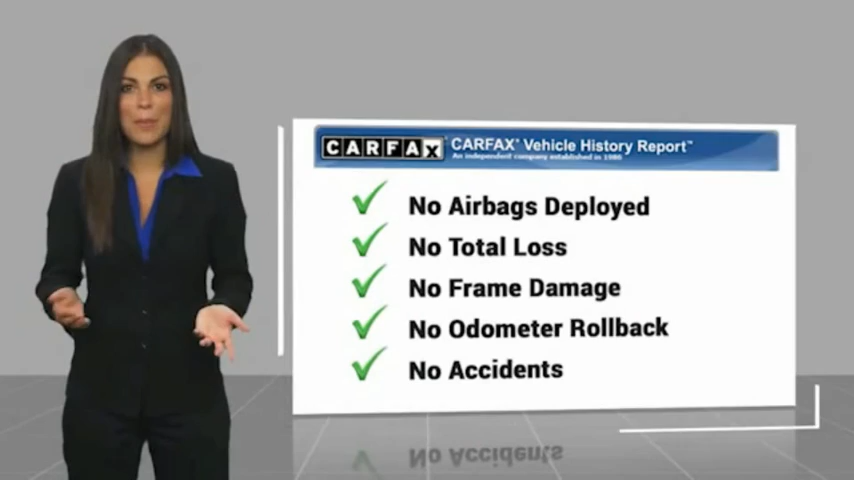 CARFAX CARFAX® Vehicle History Report™
An independent company established in 1986
No Airbags Deployed
No Total Loss
No Frame Damage
No Odometer Rollback
No Accidents
No Accidents